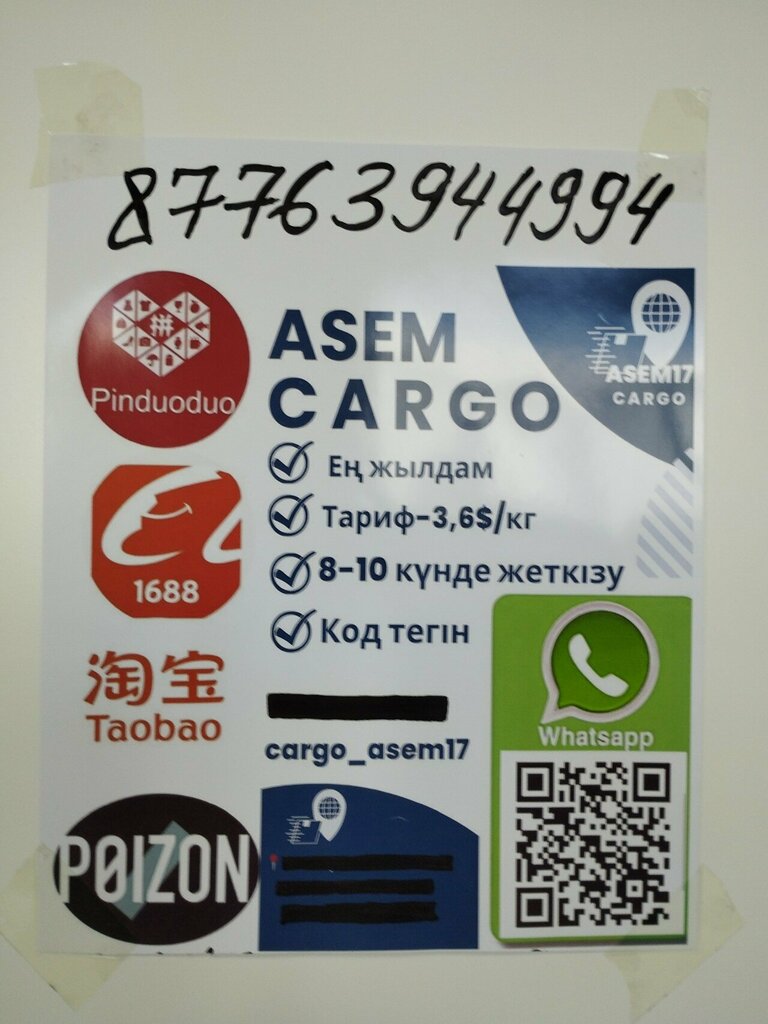 87763944994
Pinduoduo
ASEM
CARGO
ASEM17
CARGO
Ең жылдам
Тариф-3,6$/кг
8-10 күнде жеткізу
Код тегін
1688
淘宝
Taobao
cargo_asem17
Whatsapp
POIZON